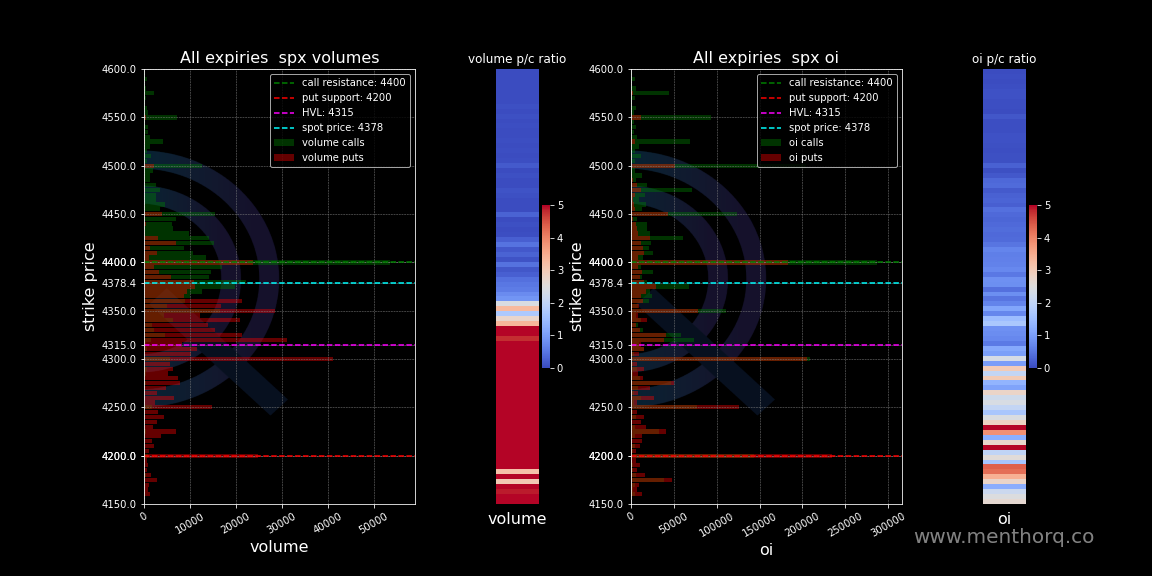 All expiries  spx volumes
volume p/c ratio
All expiries  spx oi
oi p/c ratio
4600.0
4550.0
4500.0
4450.0
4400.0
4378.4
4350.0
4315.0
4300.0
4250.0
4200.0
4150.0
strike price
call resistance: 4400
put support: 4200
HVL: 4315
spot price: 4378
volume calls
volume puts
0
10000
20000
30000
40000
50000
volume
5
4
3
2
1
0
volume
4600.0
4550.0
4500.0
4450.0
4400.0
4378.4
4350.0
4315.0
4300.0
4250.0
4200.0
4150.0
strike price
call resistance: 4400
put support: 4200
HVL: 4315
spot price: 4378
oi calls
oi puts
0
50000
100000
150000
200000
250000
300000
oi
5
4
3
2
1
0
oi
www.menthorq.co